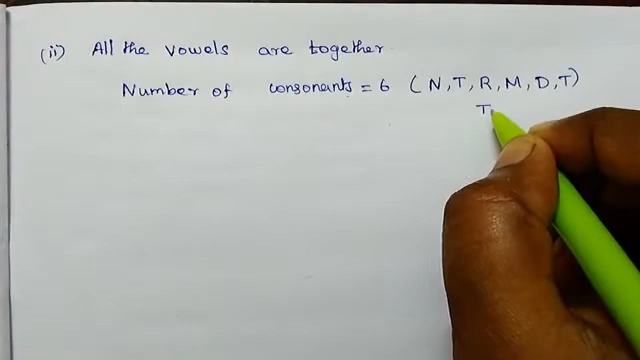 (ii) All the vowels are together.
Number of consonants = 6 (N,T,R,M,D,T)
T